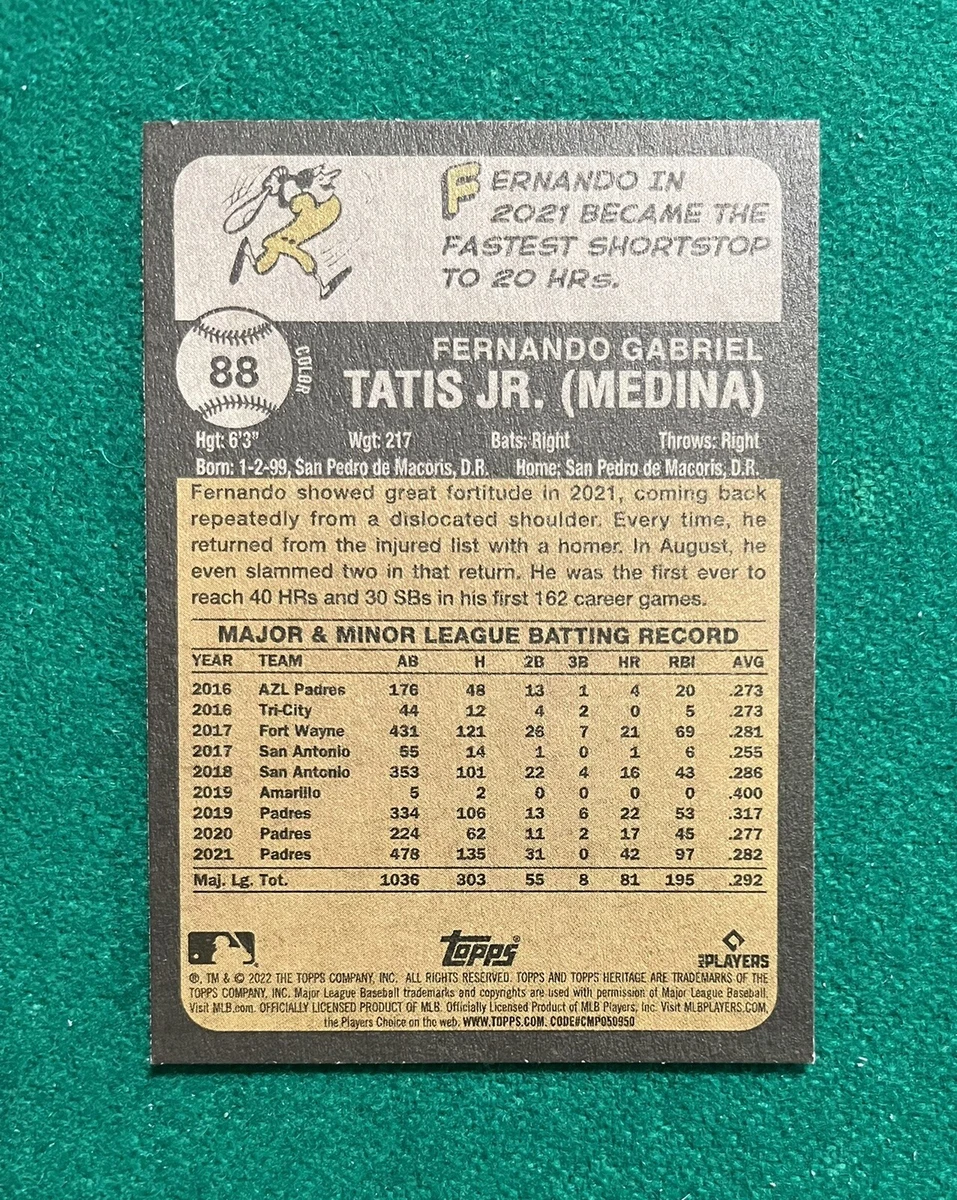 FERNANDO IN
2021 BECAME THE
FASTEST SHORTSTOP
TO 20 HRs.
88
COLOR
FERNANDO GABRIEL
TATIS JR. (MEDINA)
Hgt: 6'3" Wgt: 217 Bats: Right Throws: Right
Born: 1-2-99, San Pedro de Macoris, D.R. Home: San Pedro de Macoris, D.R.
Fernando showed great fortitude in 2021, coming back
repeatedly from a dislocated shoulder. Every time, he
returned from the injured list with a homer. In August, he
even slammed two in that return. He was the first ever to
reach 40 HRs and 30 SBs in his first 162 career games.
MAJOR & MINOR LEAGUE BATTING RECORD
YEAR TEAM AB H 2B 3B HR RBI AVG
2016 AZL Padres 176 48 13 1 4 20 .273
2016 Tri-City 44 12 4 2 0 5 .273
2017 Fort Wayne 431 121 26 7 21 69 .281
2017 San Antonio 55 14 1 0 1 6 .255
2018 San Antonio 353 101 22 4 16 43 .286
2019 Amarillo 5 2 0 0 0 0 .400
2019 Padres 334 106 13 6 22 53 .317
2020 Padres 224 62 11 2 17 45 .277
2021 Padres 478 135 31 0 42 97 .282
Maj. Lg. Tot. 1036 303 55 8 81 195 .292
Topps®
MLB PLAYERS
®, TM & © 2022 THE TOPPS COMPANY, INC. ALL RIGHTS RESERVED. TOPPS AND TOPPS HERITAGE ARE TRADEMARKS OF THE
TOPPS COMPANY, INC. Major League Baseball trademarks and copyrights are used with permission of Major League Baseball.
Visit MLB.com. OFFICIALLY LICENSED PRODUCT OF MLB Players, Inc. Visit MLBPLAYERS.COM,
the Players Choice on the web. WWW.TOPPS.COM. CODE#CMP050950